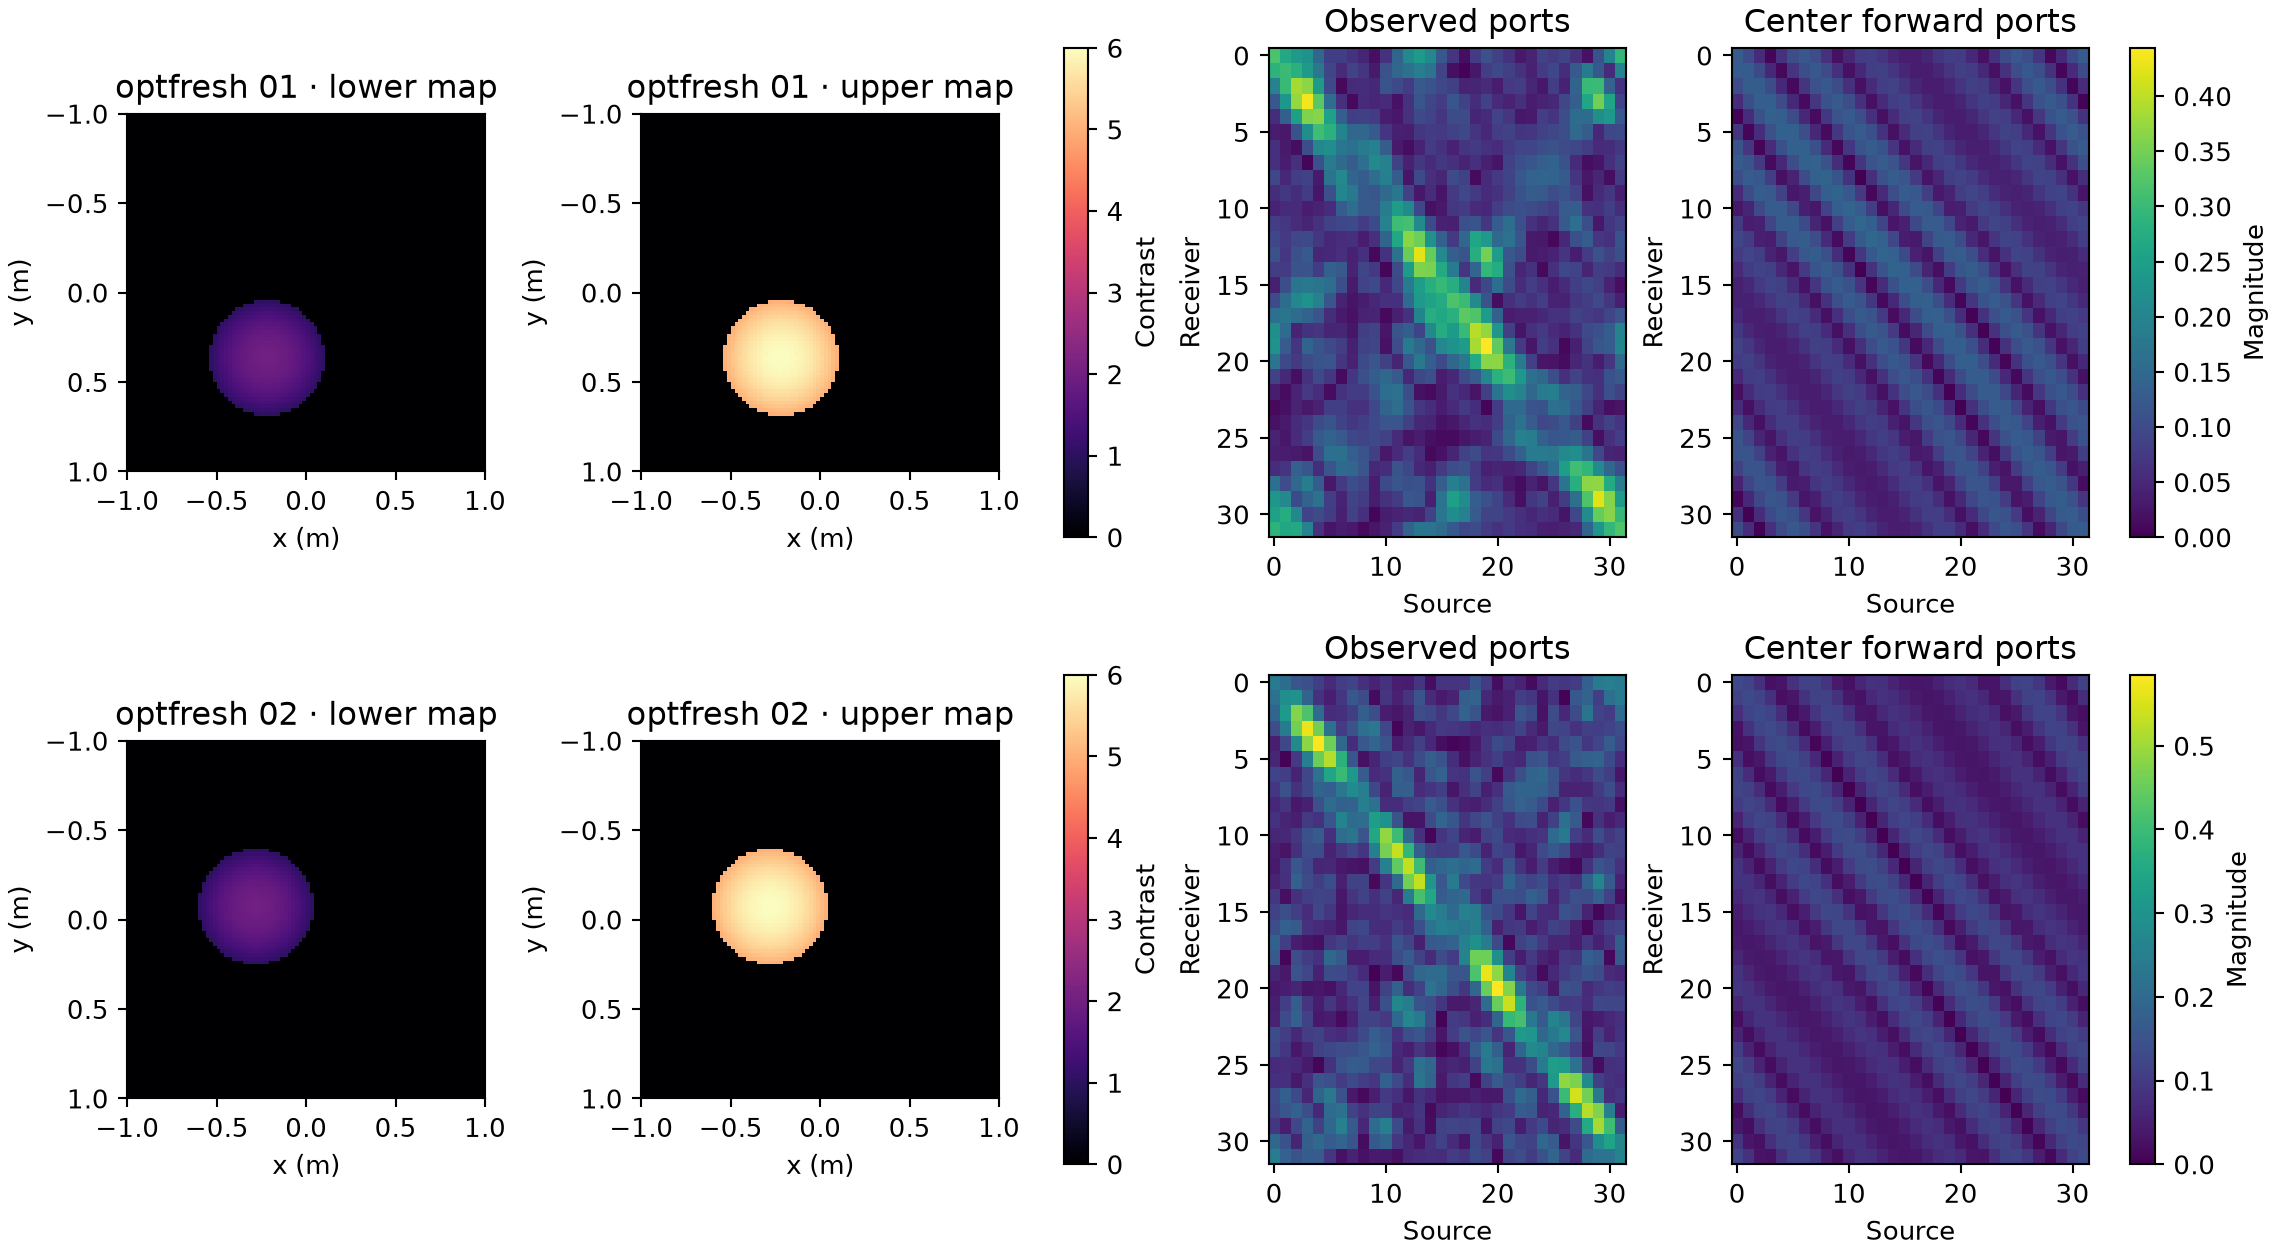 Observed ports
Center forward ports
optfresh 01 · lower map
optfresh 01 · upper map
−1.0
−0.5
0.0
0.5
1.0
y (m)
−1.0 −0.5 0.0 0.5 1.0
x (m)
−1.0
−0.5
0.0
0.5
1.0
y (m)
−1.0 −0.5 0.0 0.5 1.0
x (m)
6
5
4
3
2
1
0
Contrast
0
5
10
15
20
25
30
Receiver
0 10 20 30
Source
0
5
10
15
20
25
30
Receiver
0 10 20 30
Source
0.40
0.35
0.30
0.25
0.20
0.15
0.10
0.05
0.00
Magnitude
Observed ports
Center forward ports
optfresh 02 · lower map
optfresh 02 · upper map
−1.0
−0.5
0.0
0.5
1.0
y (m)
−1.0 −0.5 0.0 0.5 1.0
x (m)
−1.0
−0.5
0.0
0.5
1.0
y (m)
−1.0 −0.5 0.0 0.5 1.0
x (m)
6
5
4
3
2
1
0
Contrast
0
5
10
15
20
25
30
Receiver
0 10 20 30
Source
0
5
10
15
20
25
30
Receiver
0 10 20 30
Source
0.5
0.4
0.3
0.2
0.1
0.0
Magnitude